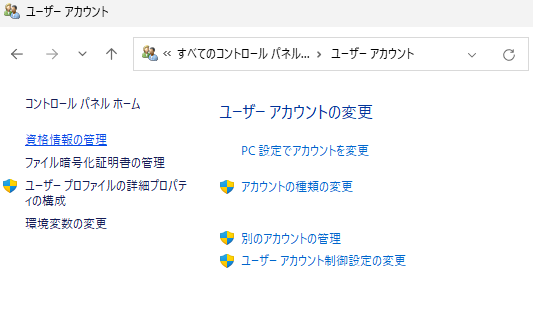 ユーザー アカウント
≪ すべてのコントロール パネル... › ユーザー アカウント
コントロール パネル ホーム
資格情報の管理
ファイル暗号化証明書の管理
ユーザー プロファイルの詳細プロパテ
ィの構成
環境変数の変更
ユーザー アカウントの変更
PC 設定でアカウントを変更
アカウントの種類の変更
別のアカウントの管理
ユーザー アカウント制御設定の変更